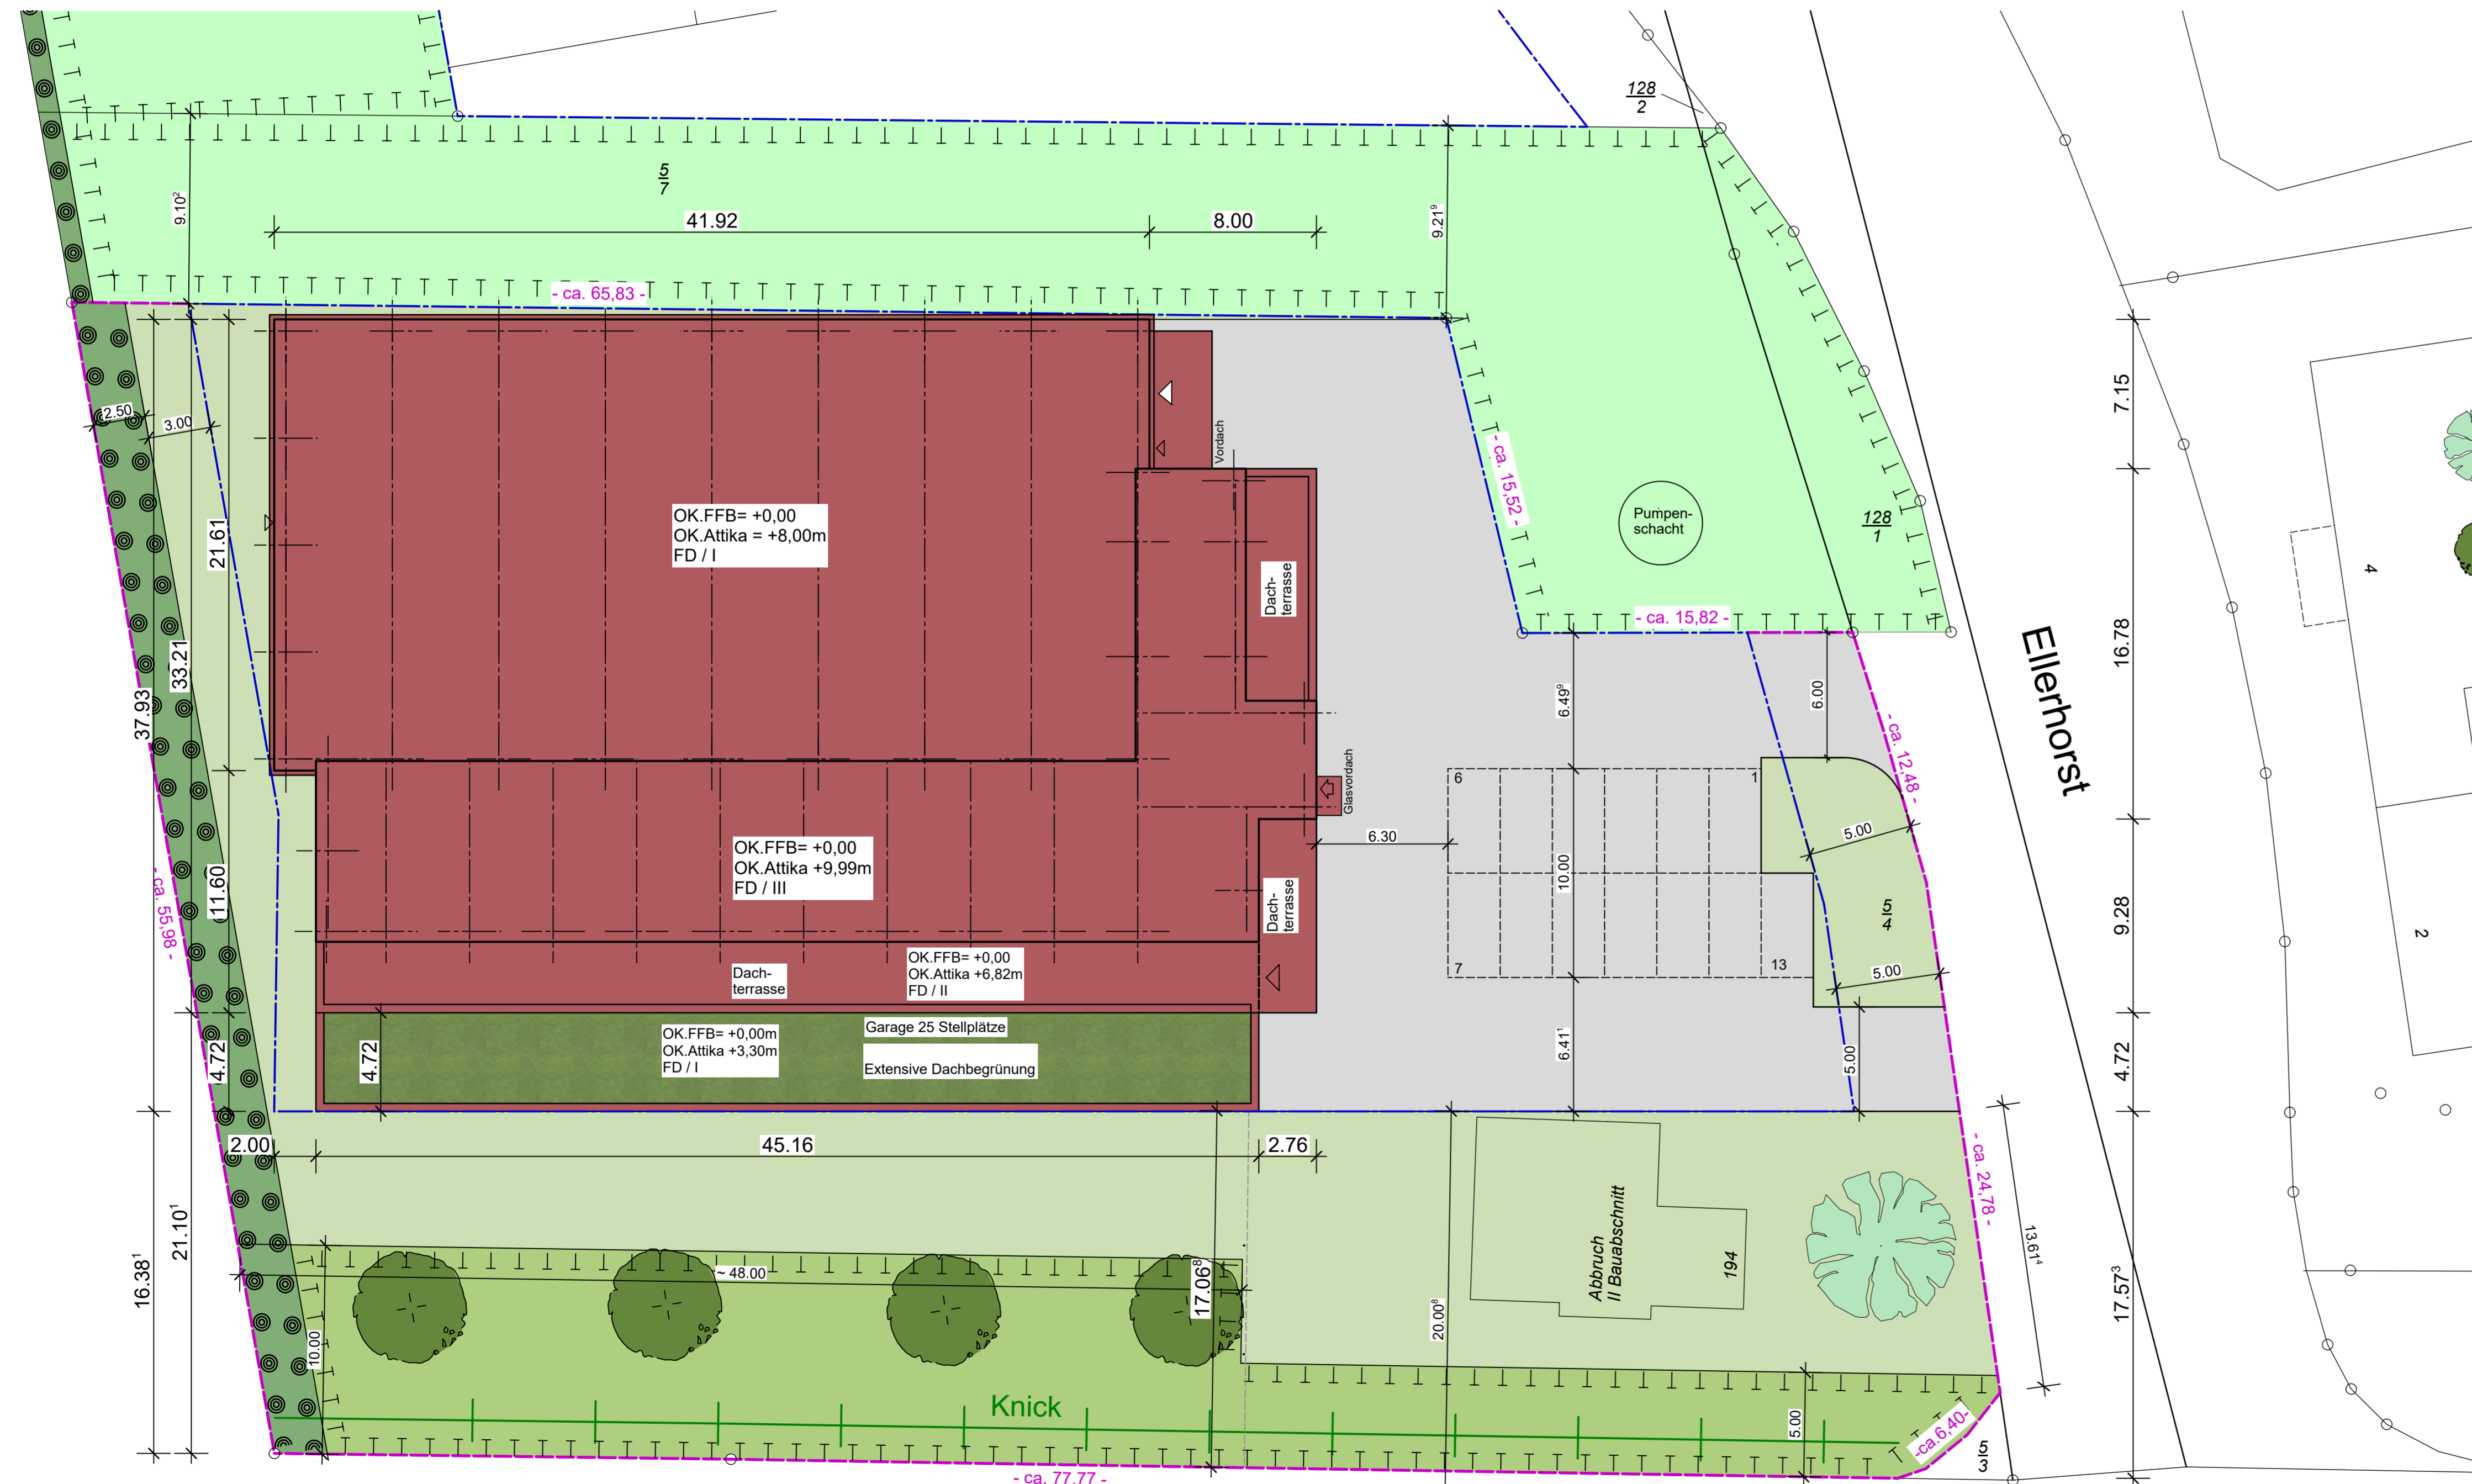 128
2
5
7
9.10²
41.92
8.00
9.21⁹
- ca. 65,83 -
7.15
2.50
3.00
Vordach
- ca. 15,52 -
OK.FFB= +0,00
OK.Attika = +8,00m
FD / I
Pumpen-
schacht
128
1
21.61
Dach-
terrasse
4
- ca. 15,82 -
Ellerhorst
16.78
33.21
37.93
6.49⁹
6.00
- ca. 12,48 -
Glasvordach
6
1
6.30
10.00
5.00
OK.FFB= +0,00
OK.Attika +9,99m
FD / III
11.60
- ca. 55,98 -
Dach-
terrasse
5
4
9.28
2
7
13
5.00
Dach-
terrasse
OK.FFB= +0,00
OK.Attika +6,82m
FD / II
OK.FFB= +0,00m
OK.Attika +3,30m
FD / I
Garage 25 Stellplätze
Extensive Dachbegrünung
4.72
4.72
6.41¹
5.00
4.72
2.00
45.16
2.76
- ca. 24,78 -
Abbruch
II Bauabschnitt
194
13.61⁴
21.10¹
16.38¹
~ 48.00
17.06⁸
20.00⁸
17.57³
10.00
Knick
5.00
-ca.6,40-
5
3
- ca. 77,77 -